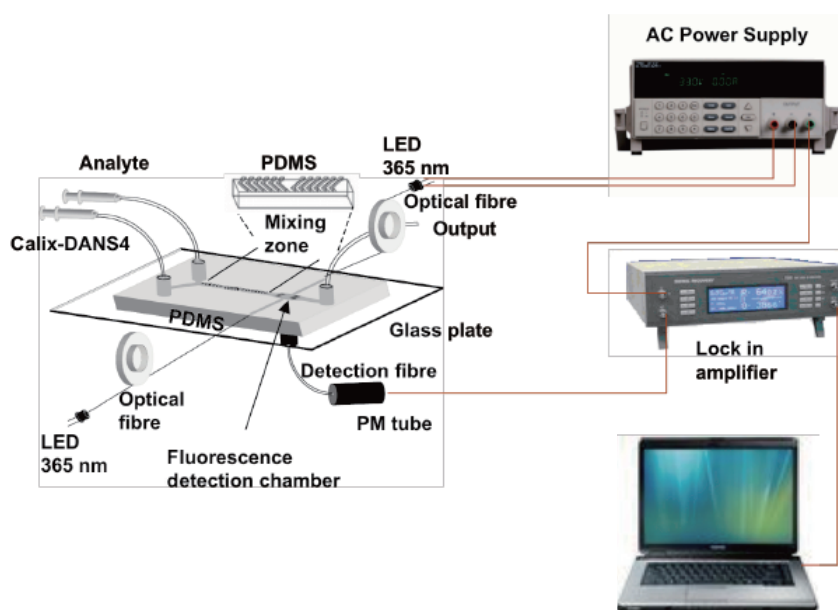 AC Power Supply
LED
365 nm
Analyte
PDMS
Optical fibre
Output
Mixing
zone
Calix-DANS4
PDMS
Glass plate
Lock in
amplifier
Detection fibre
Optical
fibre
PM tube
LED
365 nm
Fluorescence
detection chamber